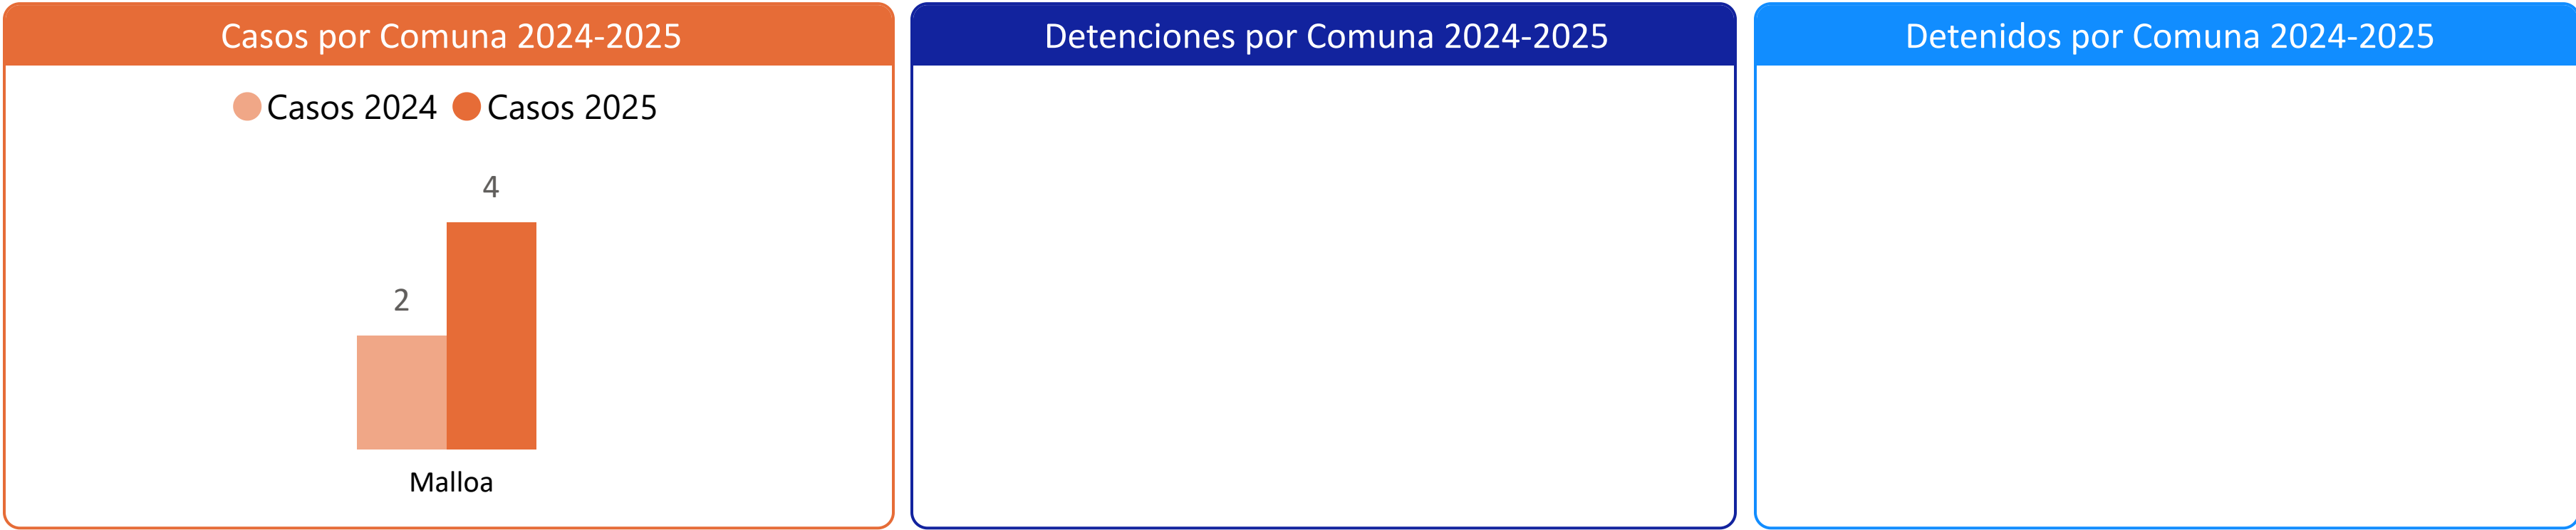 Casos por Comuna 2024-2025
Casos 2024 Casos 2025
4
2
Malloa
Detenciones por Comuna 2024-2025
Detenidos por Comuna 2024-2025